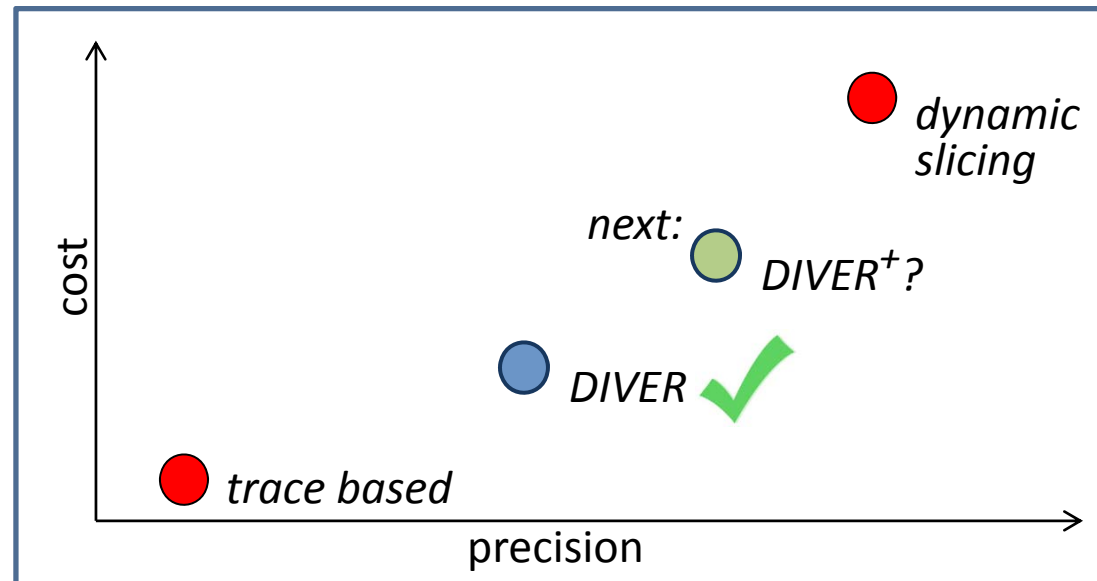 dynamic
slicing
next:
DIVER⁺?
cost
DIVER
trace based
precision